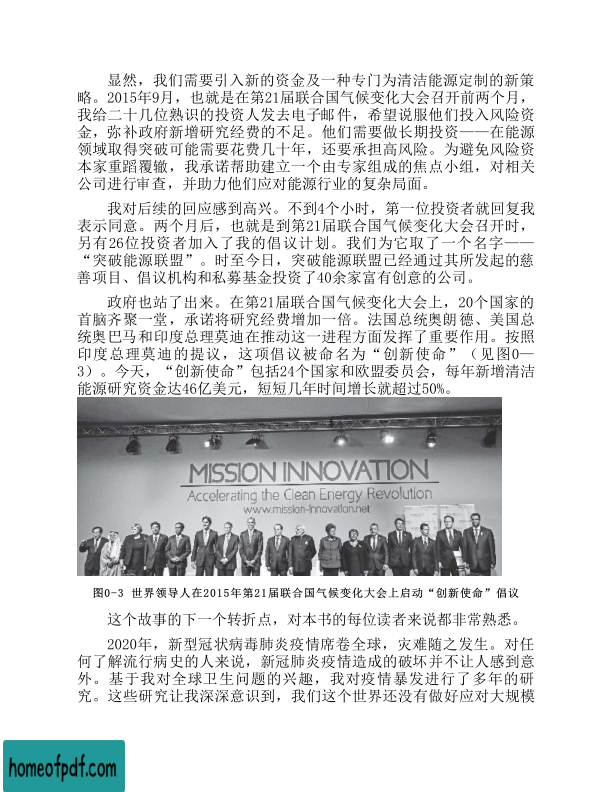 显然，我们需要引入新的资金及一种专门为清洁能源定制的新策
略。2015年9月，也就是在第21届联合国气候变化大会召开前两个月，
我给二十几位熟识的投资人发去电子邮件，希望说服他们投入风险资
金，弥补政府新增研究经费的不足。他们需要做长期投资——在能源
领域取得突破可能需要花费几十年，还要承担高风险。为避免风险资
本家重蹈覆辙，我承诺帮助建立一个由专家组成的焦点小组，对相关
公司进行审查，并助力他们应对能源行业的复杂局面。
我对后续的回应感到高兴。不到4个小时，第一位投资者就回复我
表示同意。两个月后，也就是到第21届联合国气候变化大会召开时，
另有26位投资者加入了我的倡议计划。我们为它取了一个名字——
“突破能源联盟”。时至今日，突破能源联盟已经通过其所发起的慈
善项目、倡议机构和私募基金投资了40余家富有创意的公司。
政府也站了出来。在第21届联合国气候变化大会上，20个国家的
首脑齐聚一堂，承诺将研究经费增加一倍。法国总统奥朗德、美国总
统奥巴马和印度总理莫迪在推动这一进程方面发挥了重要作用。按照
印度总理莫迪的提议，这项倡议被命名为“创新使命”（见图0—
3）。今天，“创新使命”包括24个国家和欧盟委员会，每年新增清洁
能源研究资金达46亿美元，短短几年时间增长就超过50%。
MISSION INNOVATION
Accelerating the Clean Energy Revolution
www.mission-innovation.net
图0-3 世界领导人在2015年第21届联合国气候变化大会上启动“创新使命”倡议
这个故事的下一个转折点，对本书的每位读者来说都非常熟悉。
2020年，新型冠状病毒肺炎疫情席卷全球，灾难随之发生。对任
何了解流行病史的人来说，新冠肺炎疫情造成的破坏并不让人感到意
外。基于我对全球卫生问题的兴趣，我对疫情暴发进行了多年的研
究。这些研究让我深深意识到，我们这个世界还没有做好应对大规模
homeofpdf.com